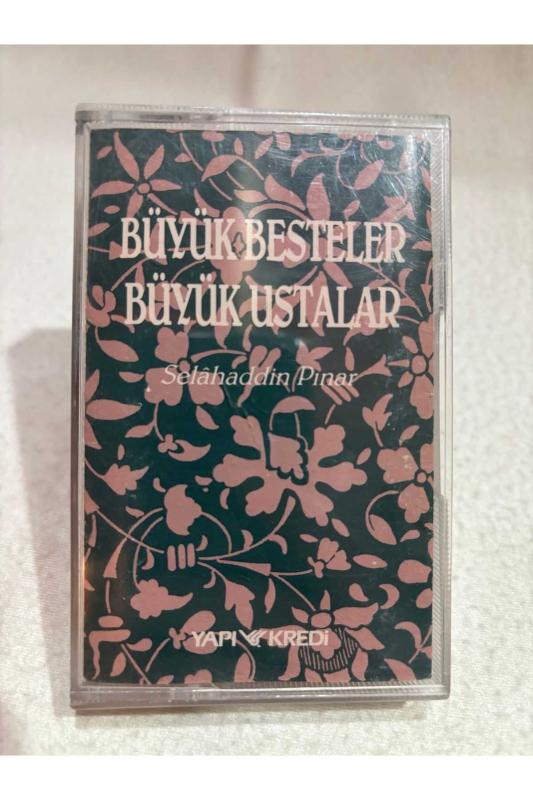 BÜYÜK BESTELER
BÜYÜK USTALAR
Selâhaddin Pınar
YAPI KREDİ